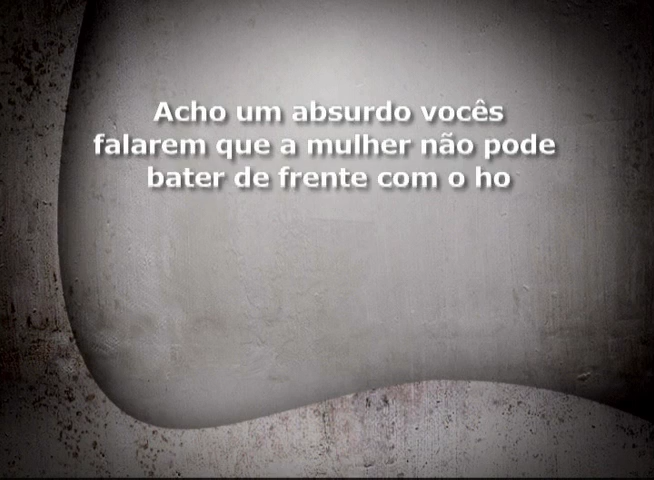 Acho um absurdo vocês
falarem que a mulher não pode
bater de frente com o ho